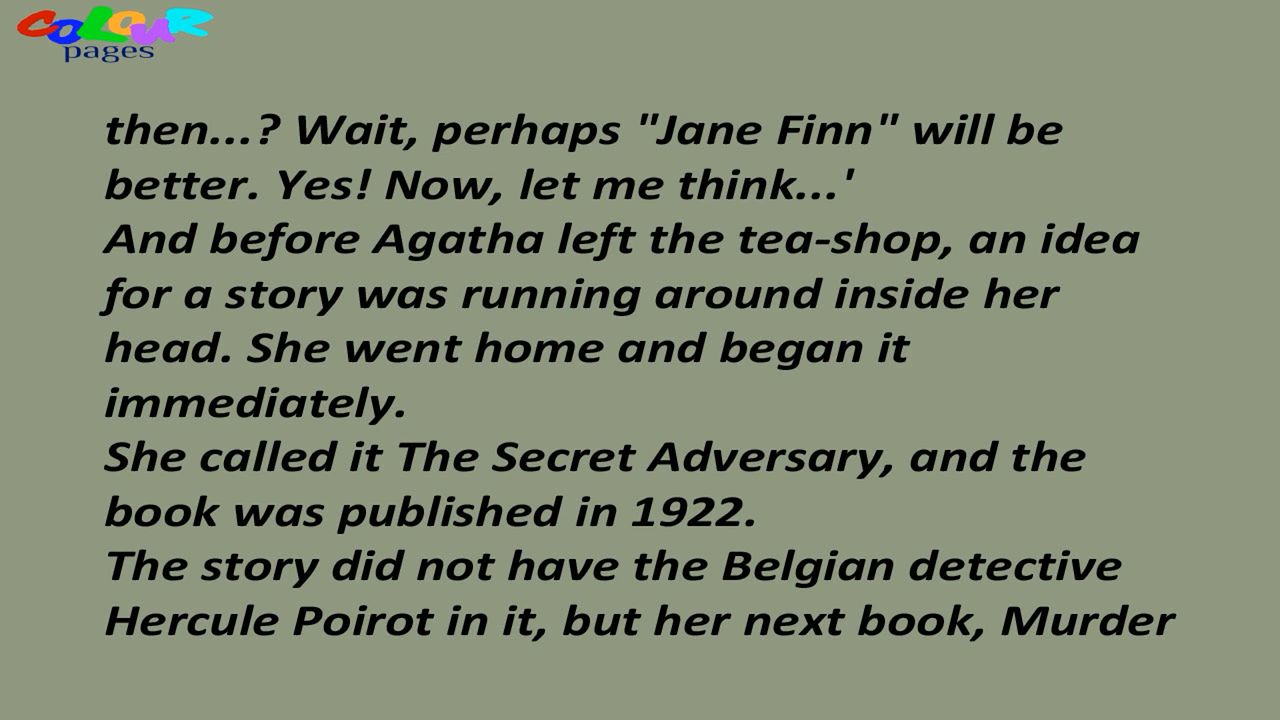 COLOUR
pages
then...? Wait, perhaps "Jane Finn" will be
better. Yes! Now, let me think...'
And before Agatha left the tea-shop, an idea
for a story was running around inside her
head. She went home and began it
immediately.
She called it The Secret Adversary, and the
book was published in 1922.
The story did not have the Belgian detective
Hercule Poirot in it, but her next book, Murder